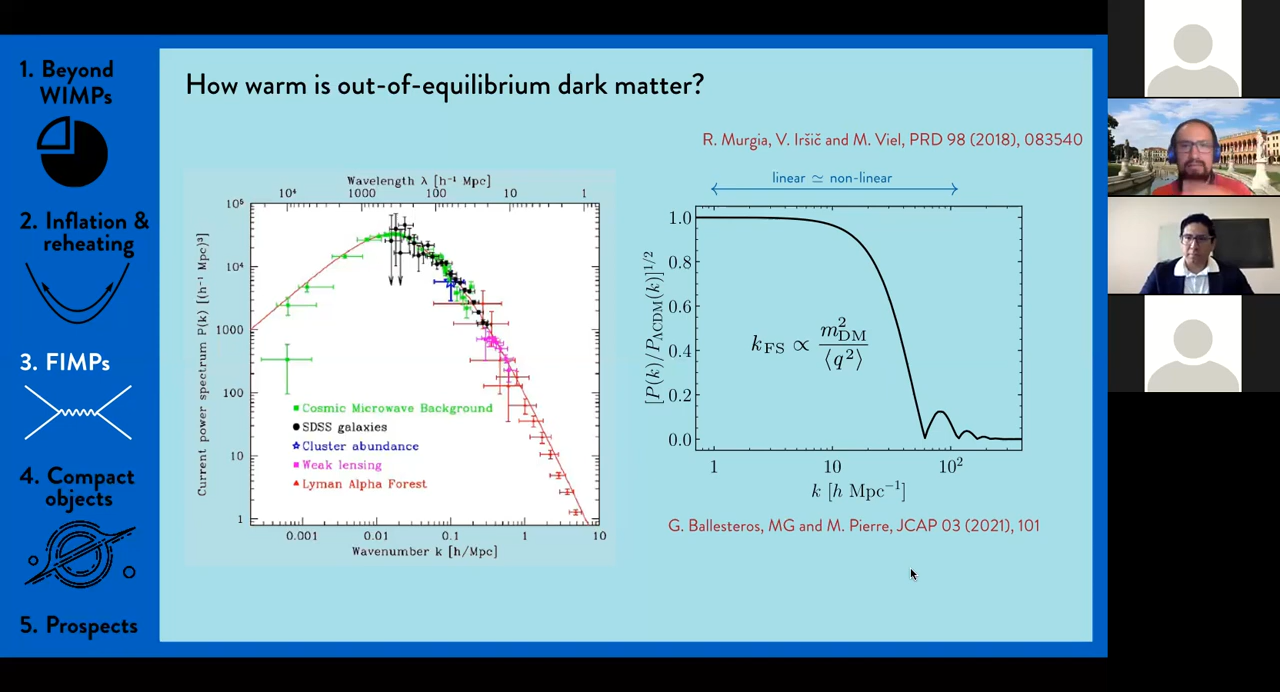 1. Beyond
WIMPs
2. Inflation &
reheating
3. FIMPs
4. Compact
objects
5. Prospects
How warm is out-of-equilibrium dark matter?
R. Murgia, V. Iršič and M. Viel, PRD 98 (2018), 083540
Wavelength λ [h⁻¹ Mpc]
10⁴ 1000 100 10 1
Current power spectrum P(k) [(h⁻¹ Mpc)³]
10⁵
10⁴
1000
100
10
1
Cosmic Microwave Background
SDSS galaxies
Cluster abundance
Weak lensing
Lyman Alpha Forest
0.001 0.01 0.1 1 10
Wavenumber k [h/Mpc]
linear ≃ non-linear
[P(k)/P_ΛCDM(k)]^1/2
1.0
0.8
0.6
0.4
0.2
0.0
k_FS ∝ m²_DM / ⟨q²⟩
1 10 10²
k [h Mpc⁻¹]
G. Ballesteros, MG and M. Pierre, JCAP 03 (2021), 101